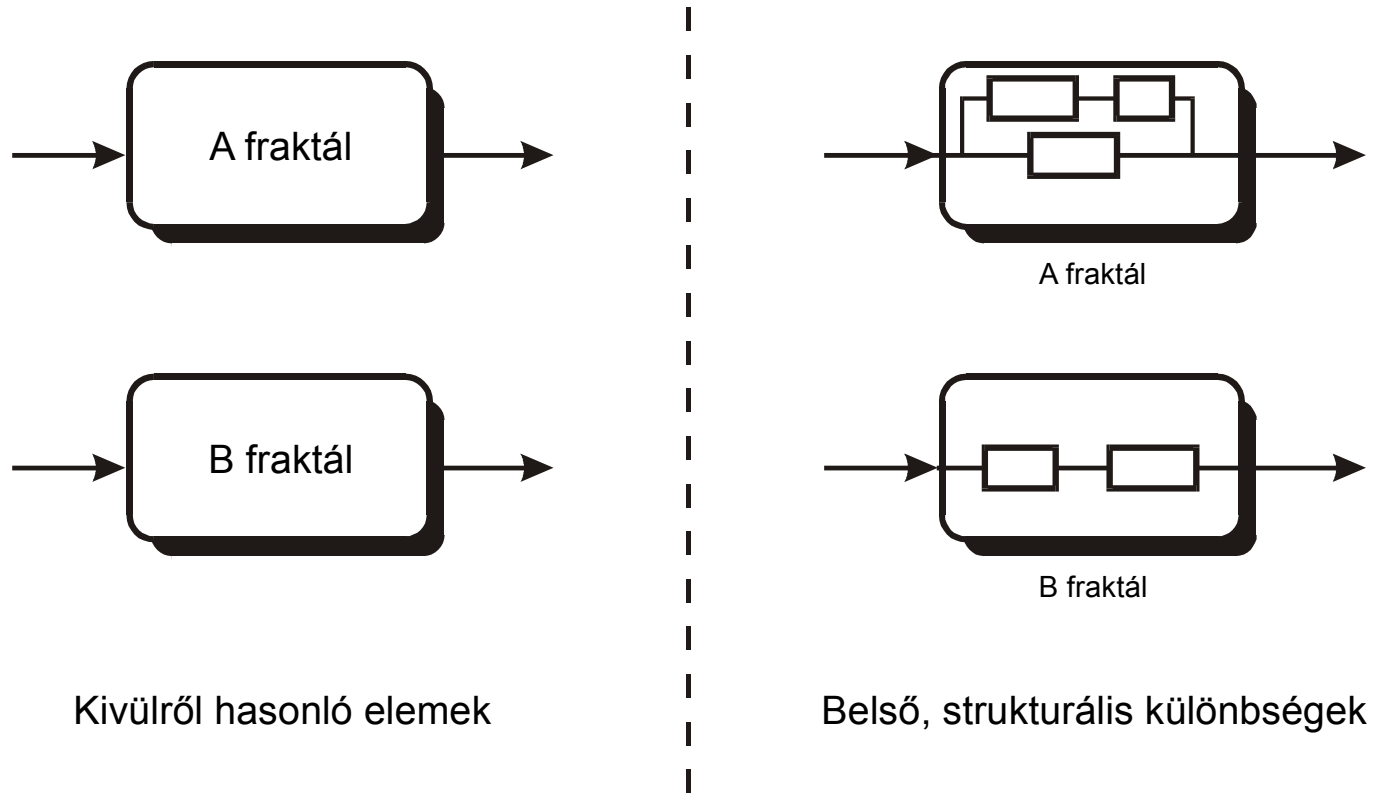 A fraktál
A fraktál
B fraktál
B fraktál
Kivülről hasonló elemek
Belső, strukturális különbségek